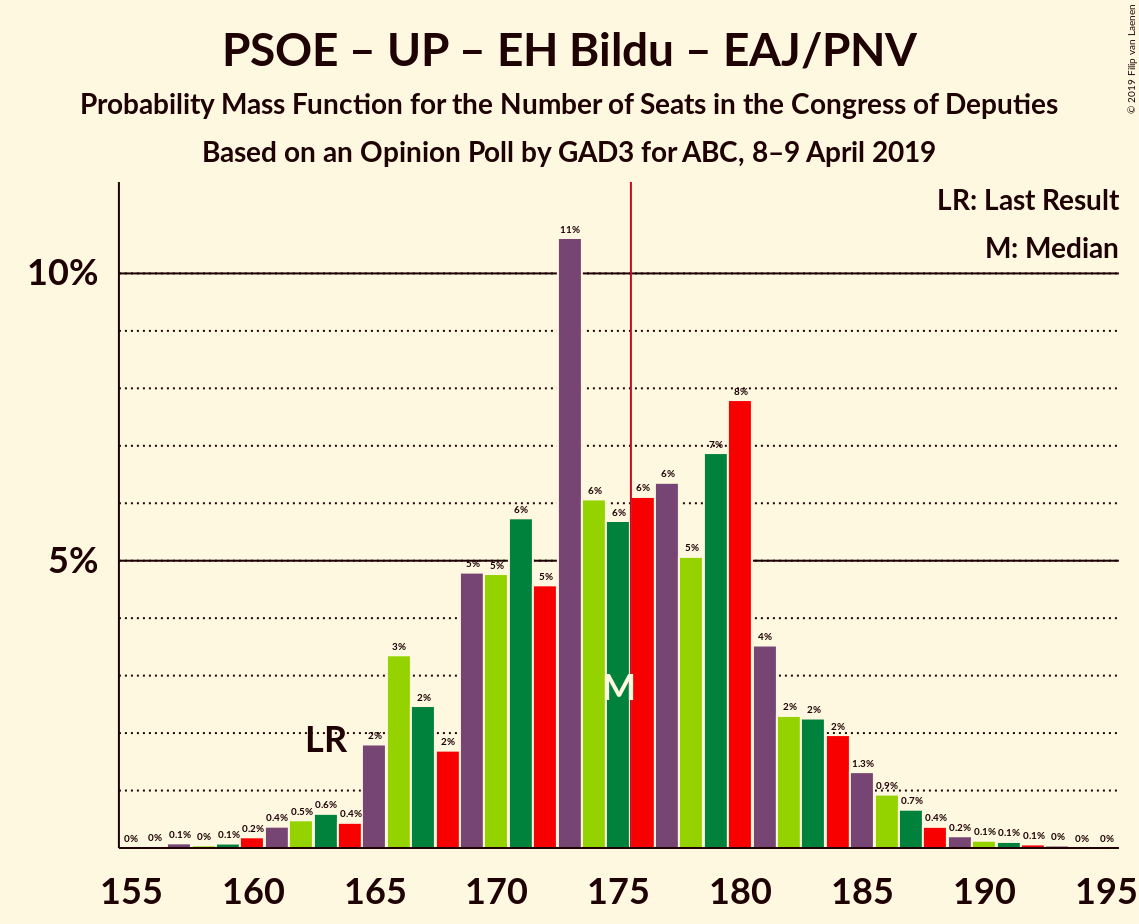 PSOE – UP – EH Bildu – EAJ/PNV
Probability Mass Function for the Number of Seats in the Congress of Deputies
Based on an Opinion Poll by GAD3 for ABC, 8–9 April 2019
© 2019 Filip van Laenen
LR: Last Result
M: Median
10%
5%
0% 0% 0.1% 0% 0.1% 0.2% 0.4% 0.5% 0.6% 0.4% 2% 3% 2% 2% 5% 5% 6% 5% 11% 6% 6% 6% 6% 5% 7% 8% 4% 2% 2% 2% 1.3% 0.9% 0.7% 0.4% 0.2% 0.1% 0.1% 0.1% 0% 0% 0%
LR
M
155 160 165 170 175 180 185 190 195